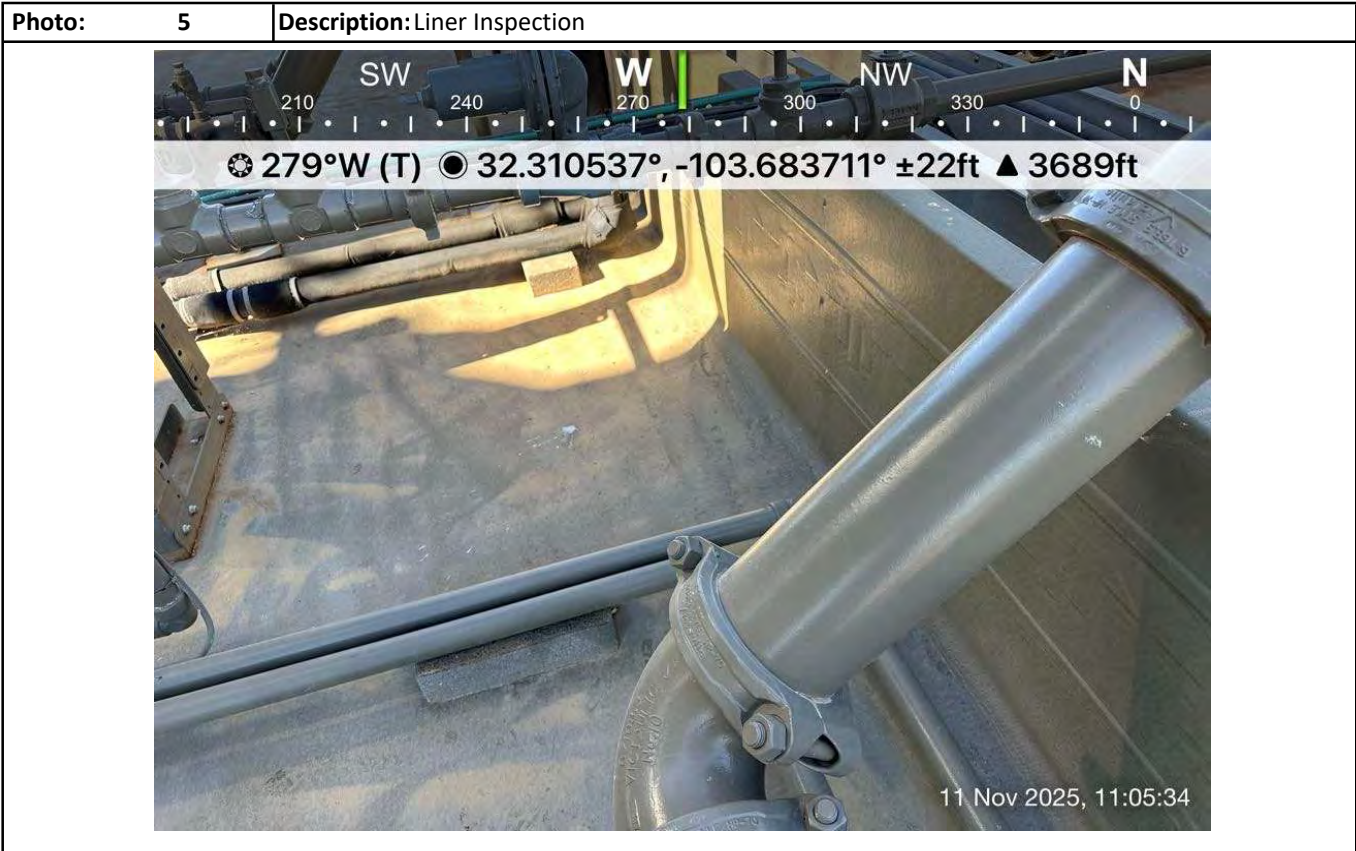 Photo: 5 Description: Liner Inspection
SW W NW N
210 240 270 300 330 0
279°W (T) 32.310537°, -103.683711° ±22ft ▲ 3689ft
11 Nov 2025, 11:05:34